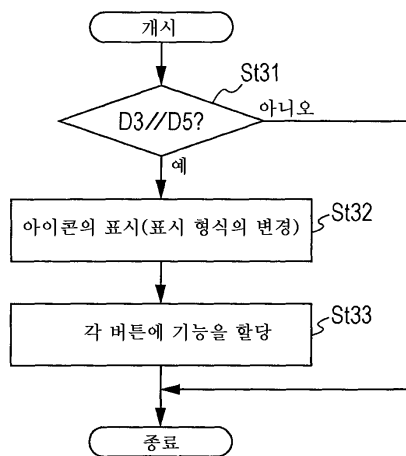 개시
St31
D3//D5?
아니오
예
아이콘의 표시(표시 형식의 변경)
St32
각 버튼에 기능을 할당
St33
종료